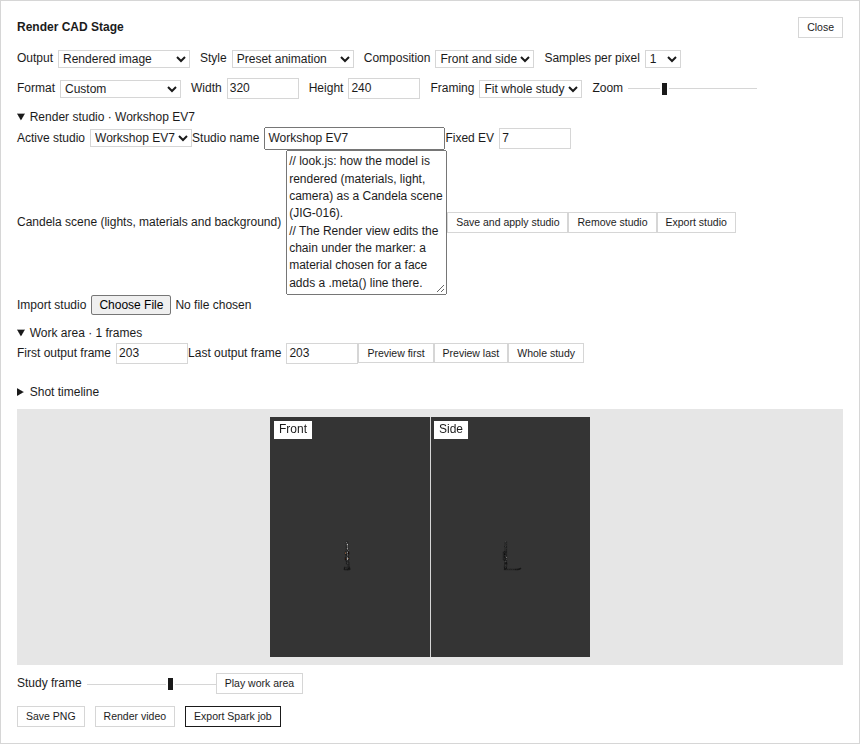 Render CAD Stage
Close
Output Rendered image Style Preset animation Composition Front and side Samples per pixel 1
Format Custom Width 320 Height 240 Framing Fit whole study Zoom
Render studio · Workshop EV7
Active studio Workshop EV7 Studio name Workshop EV7 Fixed EV 7
// look.js: how the model is
rendered (materials, light,
camera) as a Candela scene
(JIG-016).
// The Render view edits the
chain under the marker: a
material chosen for a face
adds a .meta() line there.
Candela scene (lights, materials and background)
Save and apply studio Remove studio Export studio
Import studio Choose File No file chosen
Work area · 1 frames
First output frame 203 Last output frame 203 Preview first Preview last Whole study
Shot timeline
Front Side
Study frame Play work area
Save PNG Render video Export Spark job